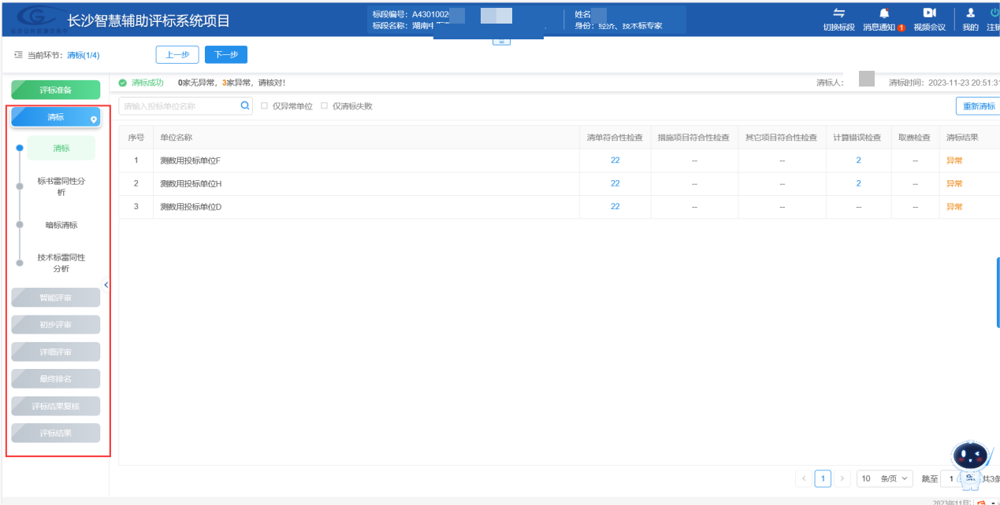 长沙智慧辅助评标系统项目
标段编号: A4301002
标段名称: 湖南中
姓名
身份: 经济、技术标专家
切换标段 消息通知 1 视频会议 我的 注销
当前环节: 清标(1/4) 上一步 下一步
评标准备
清标成功 0家无异常, 3家异常, 请核对!
清标人: 清标时间: 2023-11-23 20:51:31
请输入投标单位名称 仅异常单位 仅清标失败 重新清标
清标
清标
标书雷同性分
析
暗标清标
技术标雷同性
分析
智能评审
初步评审
详细评审
最终排名
评标结果复核
评标结果
序号 单位名称 清单符合性检查 措施项目符合性检查 其它项目符合性检查 计算错误检查 取费检查 清标结果
1 测数用投标单位F 22 -- -- 2 -- 异常
2 测数用投标单位H 22 -- -- 2 -- 异常
3 测数用投标单位D 22 -- -- -- -- 异常
1 10 条/页 跳至 1 共3条
2023年11月